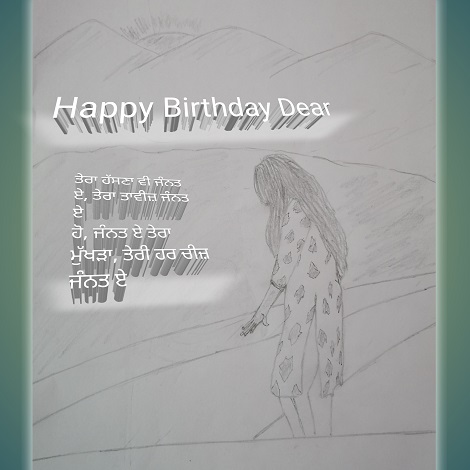 Happy Birthday Dear
ਤੇਰਾ ਹੱਸਣਾ ਵੀ ਜੰਨਤ
ਏ, ਤੇਰਾ ਤਾਵੀਜ਼ ਜੰਨਤ
ਏ
ਹੋ, ਜੰਨਤ ਏ ਤੇਰਾ
ਮੁੱਖੜਾ, ਤੇਰੀ ਹਰ ਚੀਜ਼
ਜੰਨਤ ਏ